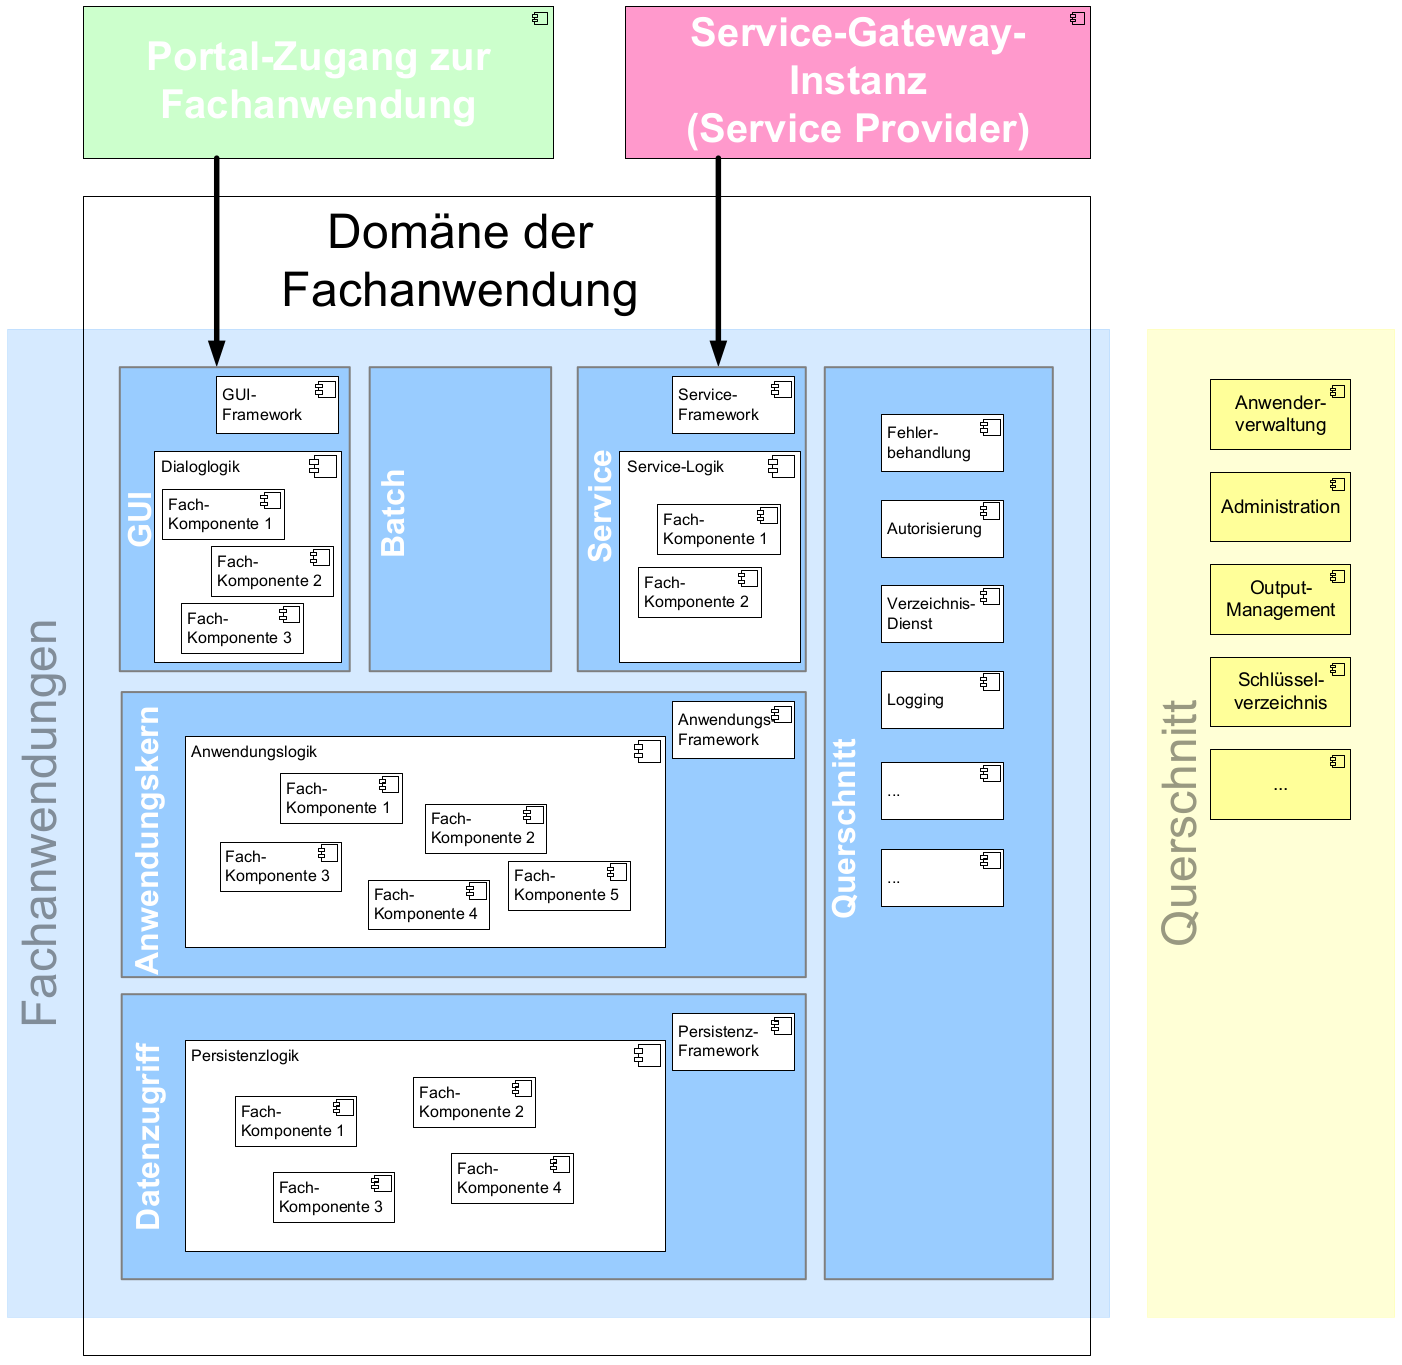 Portal-Zugang zur
Fachanwendung
Service-Gateway-
Instanz
(Service Provider)
Domäne der
Fachanwendung
Fachanwendungen
GUI
GUI-
Framework
Dialoglogik
Fach-
Komponente 1
Fach-
Komponente 2
Fach-
Komponente 3
Batch
Service
Service-
Framework
Service-Logik
Fach-
Komponente 1
Fach-
Komponente 2
Anwendungskern
Anwendungs-
Framework
Anwendungslogik
Fach-
Komponente 1
Fach-
Komponente 2
Fach-
Komponente 3
Fach-
Komponente 4
Fach-
Komponente 5
Datenzugriff
Persistenz-
Framework
Persistenzlogik
Fach-
Komponente 1
Fach-
Komponente 2
Fach-
Komponente 3
Fach-
Komponente 4
Querschnitt
Fehler-
behandlung
Autorisierung
Verzeichnis-
Dienst
Logging
...
...
Querschnitt
Anwender-
verwaltung
Administration
Output-
Management
Schlüssel-
verzeichnis
...